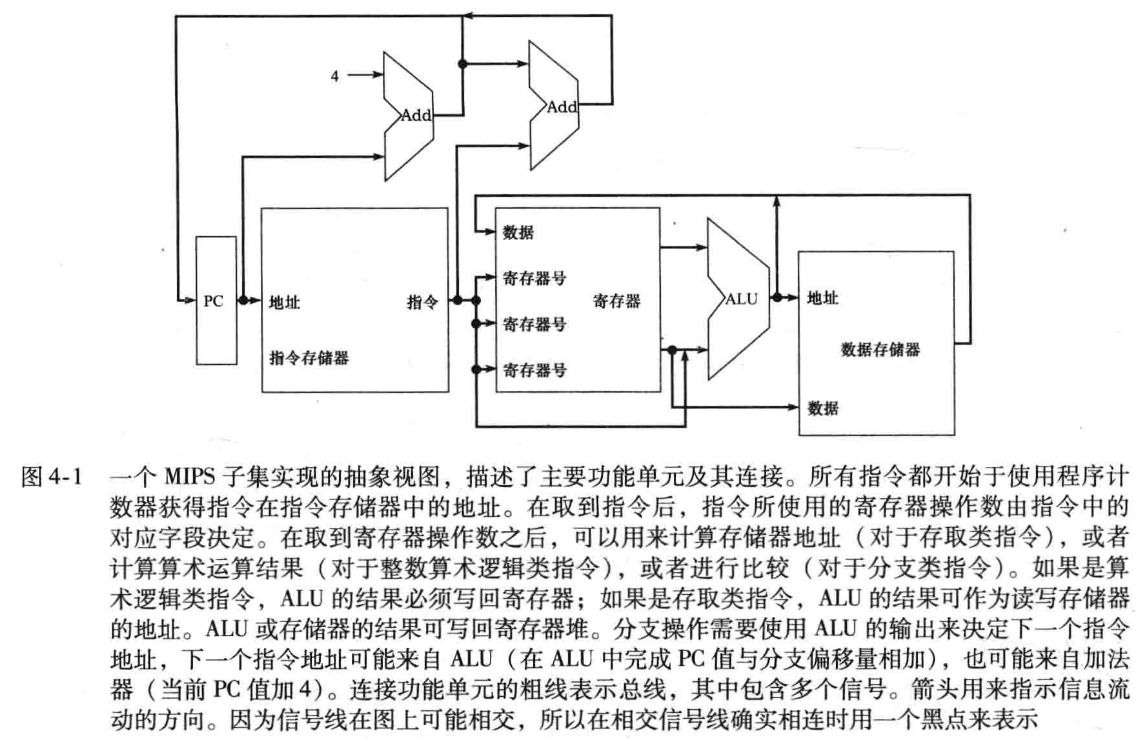 4
Add
Add
PC
地址
指令
指令存储器
数据
寄存器号
寄存器号
寄存器号
寄存器
ALU
地址
数据存储器
数据
图 4-1 一个 MIPS 子集实现的抽象视图，描述了主要功能单元及其连接。所有指令都开始于使用程序计
数器获得指令在指令存储器中的地址。在取到指令后，指令所使用的寄存器操作数由指令中的
对应字段决定。在取到寄存器操作数之后，可以用来计算存储器地址（对于存取类指令），或者
计算算术运算结果（对于整数算术逻辑类指令），或者进行比较（对于分支类指令）。如果是算
术逻辑类指令，ALU 的结果必须写回寄存器；如果是存取类指令，ALU 的结果可作为读写存储器
的地址。ALU 或存储器的结果可写回寄存器堆。分支操作需要使用 ALU 的输出来决定下一个指令
地址，下一个指令地址可能来自 ALU（在 ALU 中完成 PC 值与分支偏移量相加），也可能来自加法
器（当前 PC 值加 4）。连接功能单元的粗线表示总线，其中包含多个信号。箭头用来指示信息流
动的方向。因为信号线在图上可能相交，所以在相交信号线确实相连时用一个黑点来表示